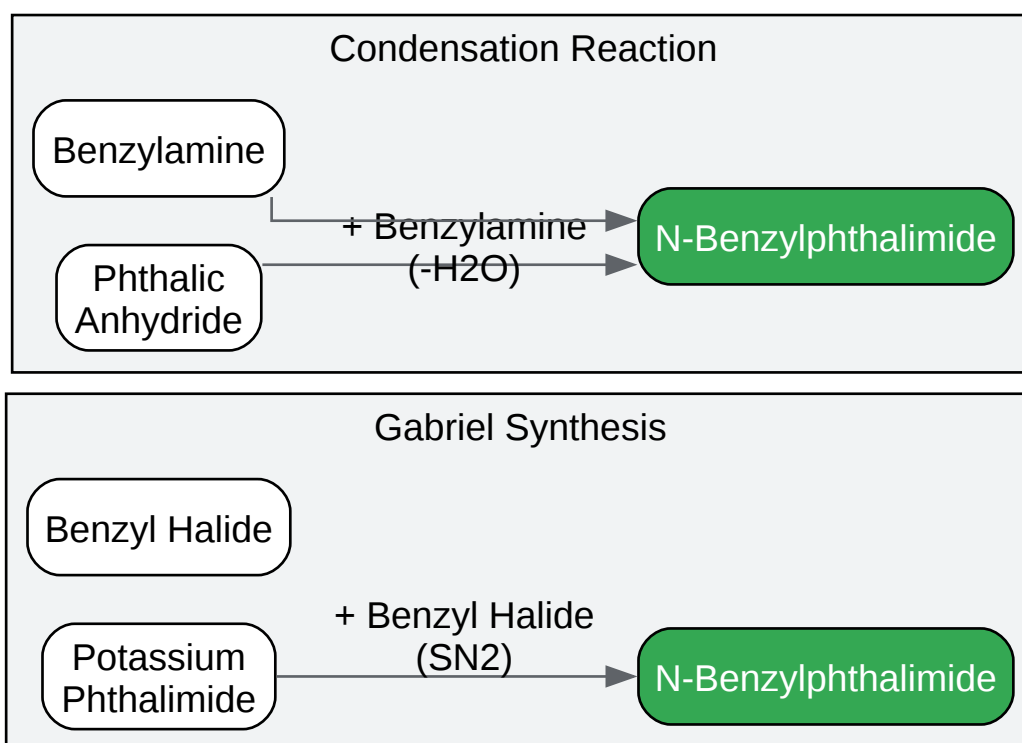 Condensation Reaction
Benzylamine
+ Benzylamine
(-H2O)
N-Benzylphthalimide
Phthalic
Anhydride
Gabriel Synthesis
Benzyl Halide
+ Benzyl Halide
(SN2)
Potassium
Phthalimide
N-Benzylphthalimide